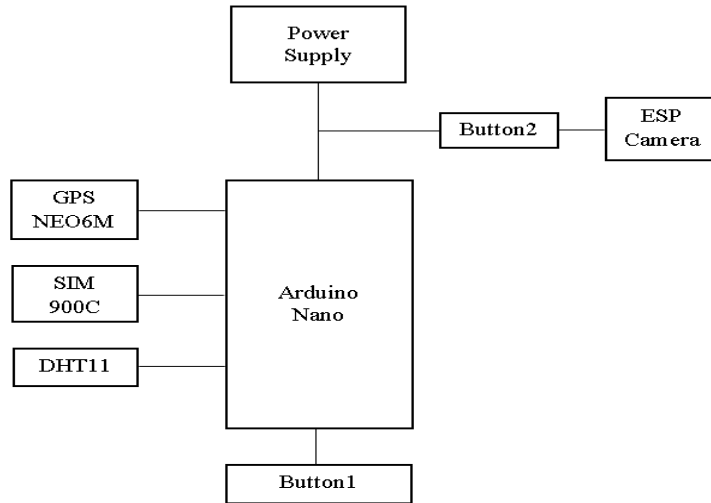 Power
Supply
Button2
ESP
Camera
GPS
NEO6M
SIM
900C
Arduino
Nano
DHT11
Button1